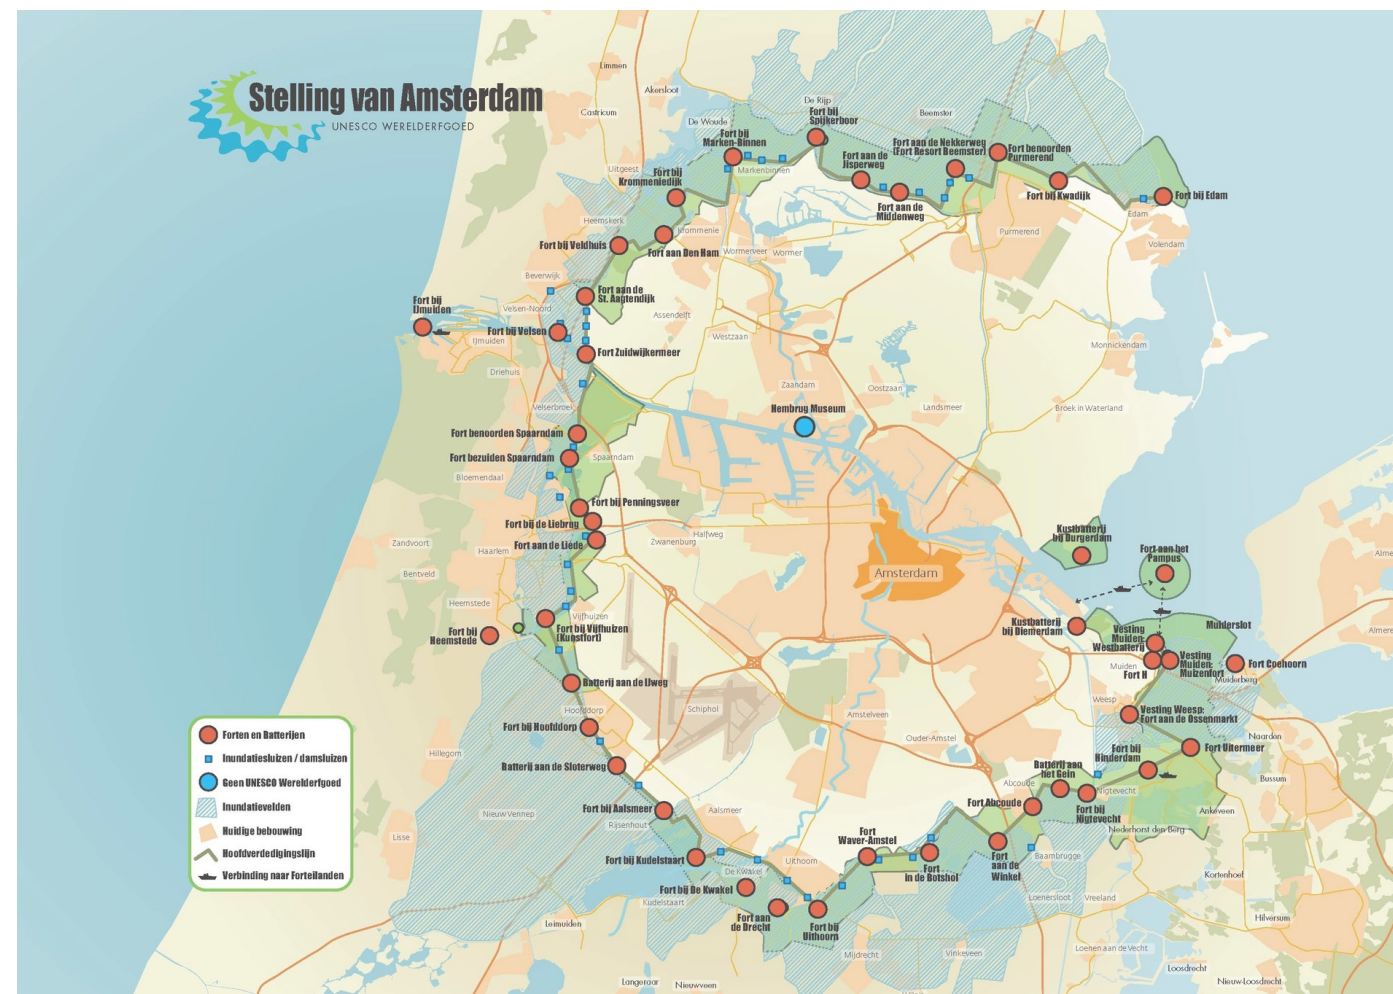 Stelling van Amsterdam
UNESCO WERELDERFGOED
Limmen
Akersloot
Castricum
De Woude
De Rijp
Beemster
Fort bij
Spijkerboor
Fort bij
Marken-Binnen
Markenbinnen
Fort aan de
Jisperweg
Fort aan de Nekkerweg
(Fort Resort Beemster)
Fort benoorden
Purmerend
Fort aan de
Middenweg
Fort bij Kwadijk
Fort bij Edam
Edam
Volendam
Purmerend
Uitgeest
Fort bij
Krommeniedijk
Heemskerk
Krommenie
Fort bij Veldhuis
Fort aan Den Ham
Wormerveer
Wormer
Beverwijk
Fort aan de
St. Aagtendijk
Fort bij
IJmuiden
Velsen-Noord
Assendelft
Fort bij Velsen
IJmuiden
Westzaan
Monnickendam
Fort Zuidwijkermeer
Driehuis
Zaandam
Oostzaan
Velserbroek
Hembrug Museum
Landsmeer
Broek in Waterland
Fort benoorden Spaarndam
Fort bezuiden Spaarndam
Spaarndam
Bloemendaal
Fort bij Penningsveer
Fort bij de Liebrug
Fort aan de Liede
Halfweg
Zwanenburg
Zandvoort
Haarlem
Bentveld
Kustbatterij
bij Durgerdam
Fort aan het
Pampus
Amsterdam
Heemstede
Vijfhuizen
Fort bij
Heemstede
Fort bij Vijfhuizen
(Kunstfort)
Kustbatterij
bij Diemerdam
Vesting
Muiden:
Westbatterij
Muiderslot
Muiden
Fort H
Vesting
Muiden:
Muizenfort
Fort Coehoorn
Muiderberg
Almere
Batterij aan de IJweg
Weesp
Hoofddorp
Schiphol
Amstelveen
Vesting Weesp:
Fort aan de Ossenmarkt
Fort bij Hoofddorp
Ouder-Amstel
Naarden
Fort bij
Hinderdam
Fort Uitermeer
Hillegom
Batterij aan de Sloterweg
Batterij aan
het Gein
Abcoude
Bussum
Nigtevecht
Fort Abcoude
Fort bij
Nigtevecht
Ankeveen
Fort bij Aalsmeer
Aalsmeer
Nieuw Vennep
Rijsenhout
Lisse
Nederhorst den Berg
Fort
Waver-Amstel
Fort bij Kudelstaart
Uithoorn
Fort
in de Botshol
Fort
aan de
Winkel
Baambrugge
De Kwakel
Kortenhoef
Fort bij De Kwakel
Kudelstaart
Loenersloot
Vreeland
Fort aan
de Drecht
Fort bij
Uithoorn
Leimuiden
Hilversum
Mijdrecht
Vinkeveen
Loenen aan de Vecht
Loosdrecht
Langeraar
Nieuwveen
Nieuw-Loosdrecht
Forten en Batterijen
Inundatiesluizen / damsluizen
Geen UNESCO Werelderfgoed
Inundatievelden
Huidige bebouwing
Hoofdverdedigingslijn
Verbinding naar Forteilanden